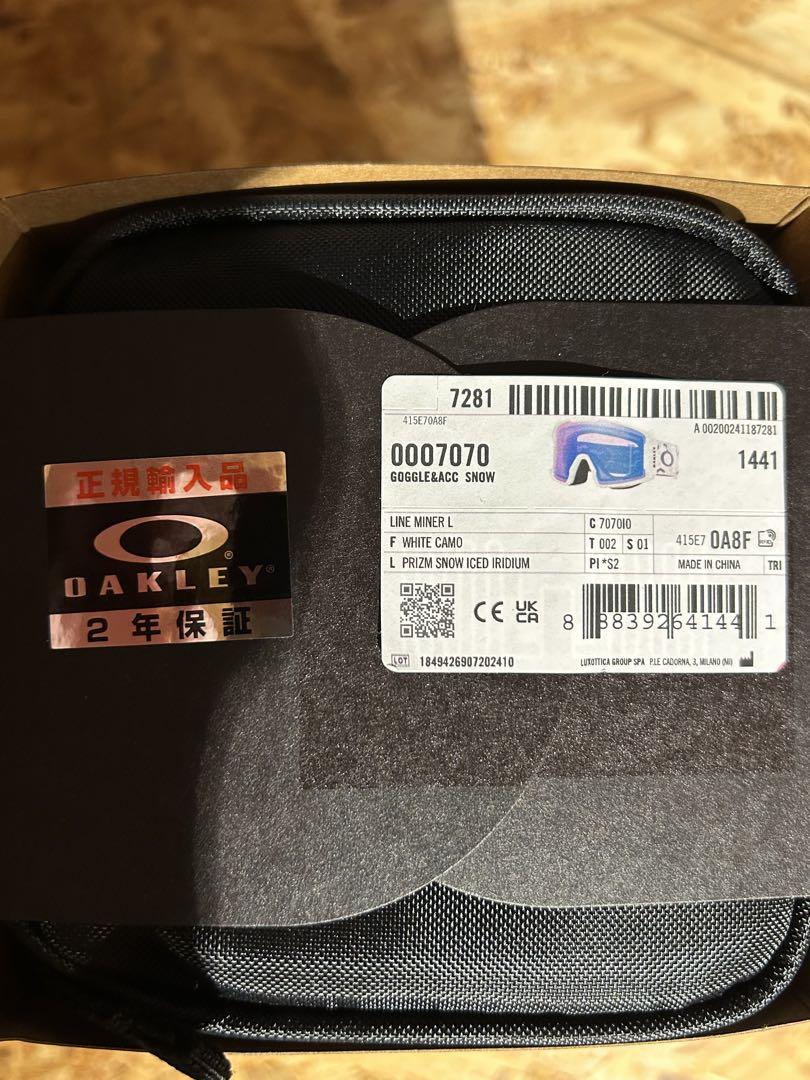 正規輸入品
OAKLEY®
2年保証
7281
415E70A8F
A 00200241187281
0007070
GOGGLE&ACC SNOW
1441
LINE MINER L
C 7070I0
F WHITE CAMO
T 002 S 01
415E7 0A8F
L PRIZM SNOW ICED IRIDIUM
PI *S2
MADE IN CHINA
TRI
CE UK CA
8 88392 64144 1
LOT 1849426907202410
LUXOTTICA GROUP SPA P.LE CADORNA, 3, MILANO (MI)